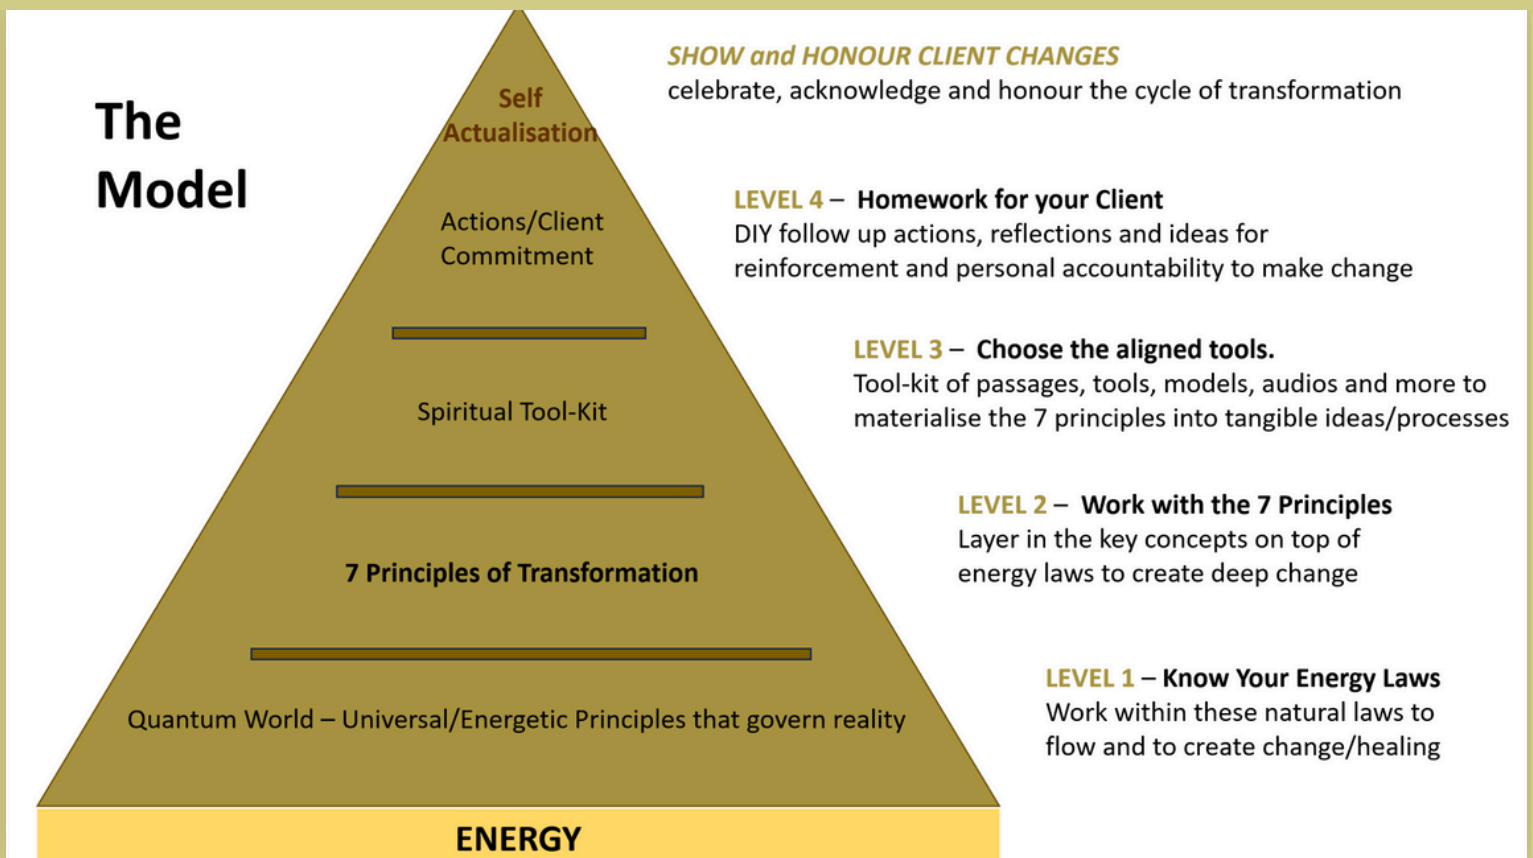 The
Model
SHOW and HONOUR CLIENT CHANGES
celebrate, acknowledge and honour the cycle of transformation
Self
Actualisation
LEVEL 4 – Homework for your Client
DIY follow up actions, reflections and ideas for
reinforcement and personal accountability to make change
Actions/Client
Commitment
LEVEL 3 – Choose the aligned tools.
Tool-kit of passages, tools, models, audios and more to
materialise the 7 principles into tangible ideas/processes
Spiritual Tool-Kit
LEVEL 2 – Work with the 7 Principles
Layer in the key concepts on top of
energy laws to create deep change
7 Principles of Transformation
LEVEL 1 – Know Your Energy Laws
Work within these natural laws to
flow and to create change/healing
Quantum World – Universal/Energetic Principles that govern reality
ENERGY